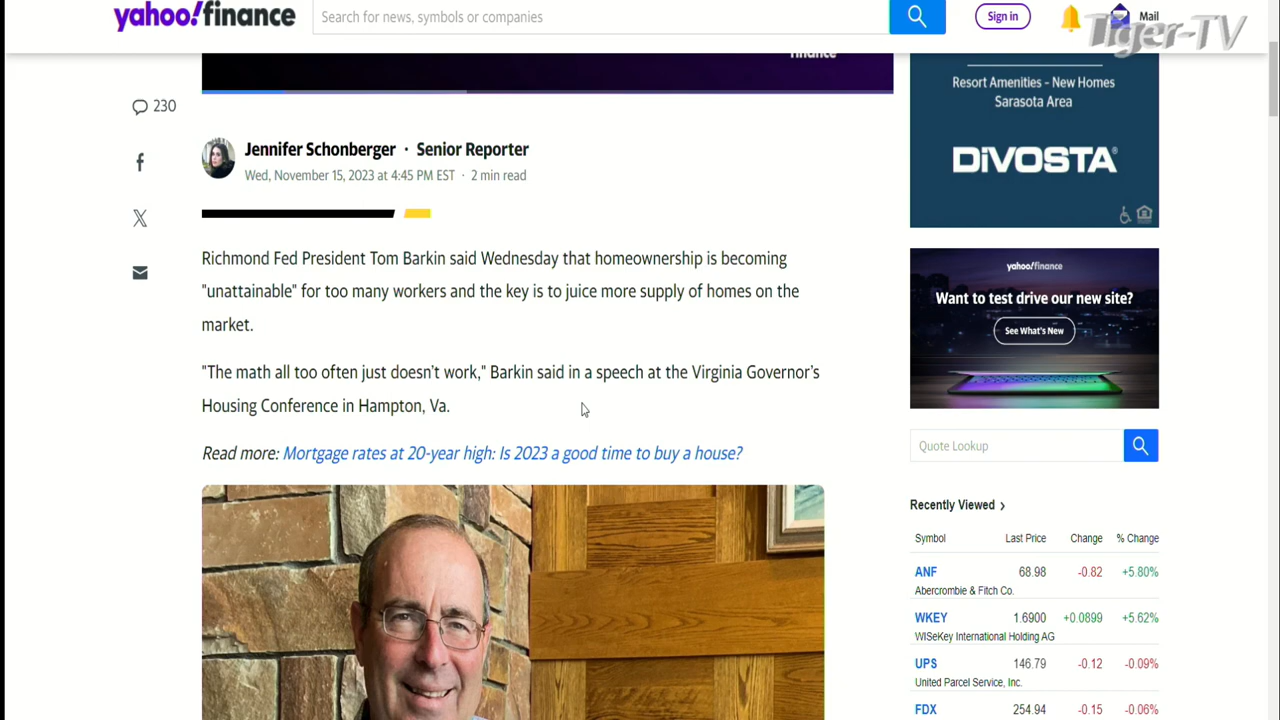 yahoo!finance
Search for news, symbols or companies
Sign in
Mail
Tiger-TV
finance
230
Jennifer Schonberger · Senior Reporter
Wed, November 15, 2023 at 4:45 PM EST · 2 min read
Richmond Fed President Tom Barkin said Wednesday that homeownership is becoming
"unattainable" for too many workers and the key is to juice more supply of homes on the
market.
"The math all too often just doesn’t work," Barkin said in a speech at the Virginia Governor’s
Housing Conference in Hampton, Va.
Read more: Mortgage rates at 20-year high: Is 2023 a good time to buy a house?
Resort Amenities - New Homes
Sarasota Area
DiVOSTA®
yahoo!finance
Want to test drive our new site?
See What's New
Quote Lookup
Recently Viewed >
Symbol Last Price Change % Change
ANF 68.98 -0.82 +5.80%
Abercrombie & Fitch Co.
WKEY 1.6900 +0.0899 +5.62%
WISeKey International Holding AG
UPS 146.79 -0.12 -0.09%
United Parcel Service, Inc.
FDX 254.94 -0.15 -0.06%